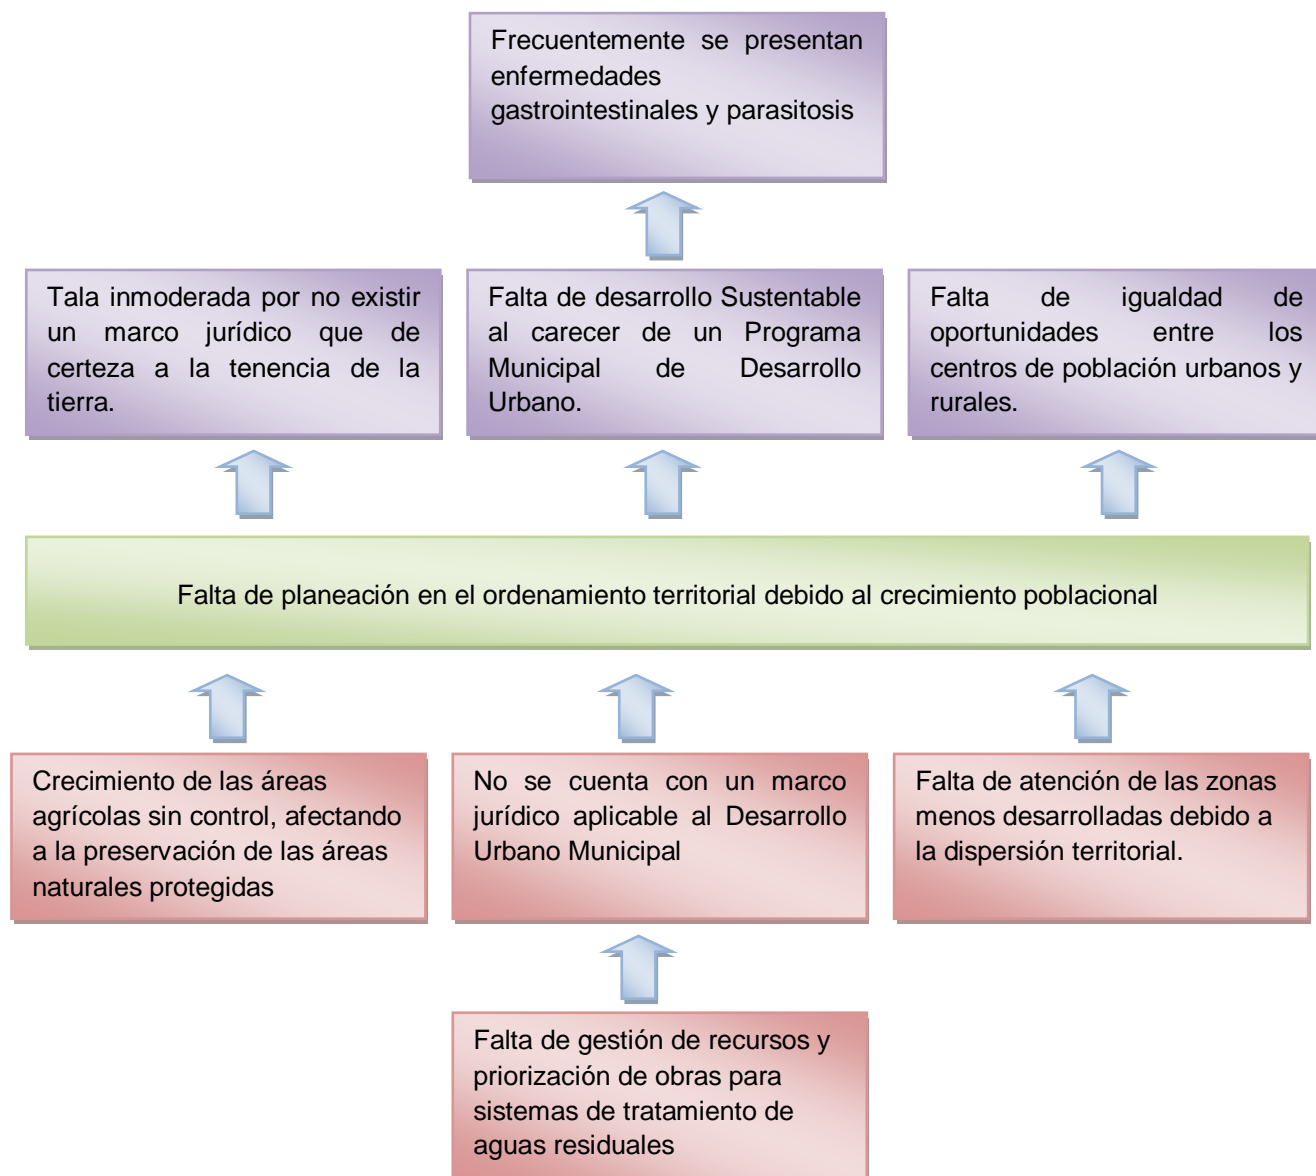 Frecuentemente se presentan
enfermedades
gastrointestinales y parasitosis
Tala inmoderada por no existir
un marco jurídico que de
certeza a la tenencia de la
tierra.
Falta de desarrollo Sustentable
al carecer de un Programa
Municipal de Desarrollo
Urbano.
Falta de igualdad de
oportunidades entre los
centros de población urbanos y
rurales.
Falta de planeación en el ordenamiento territorial debido al crecimiento poblacional
Crecimiento de las áreas
agrícolas sin control, afectando
a la preservación de las áreas
naturales protegidas
No se cuenta con un marco
jurídico aplicable al Desarrollo
Urbano Municipal
Falta de atención de las zonas
menos desarrolladas debido a
la dispersión territorial.
Falta de gestión de recursos y
priorización de obras para
sistemas de tratamiento de
aguas residuales